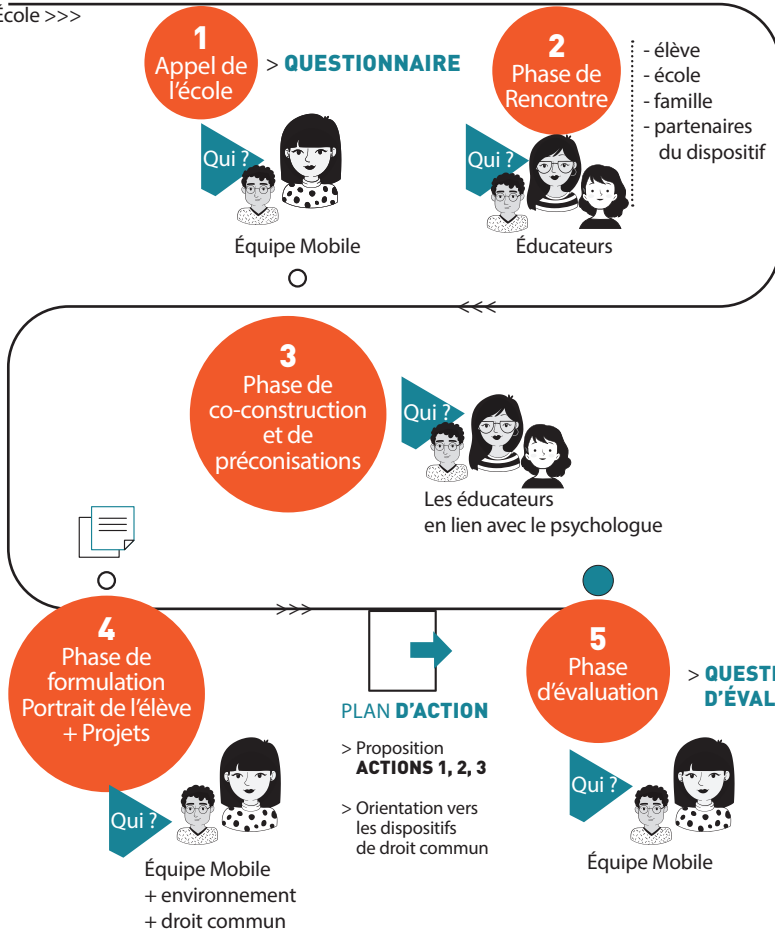 École >>>
1
Appel de
l'école
> QUESTIONNAIRE
Qui ?
Équipe Mobile
2
Phase de
Rencontre
- élève
- école
- famille
- partenaires
du dispositif
Qui ?
Éducateurs
3
Phase de
co-construction
et de
préconisations
Qui ?
Les éducateurs
en lien avec le psychologue
4
Phase de
formulation
Portrait de l'élève
+ Projets
Qui ?
Équipe Mobile
+ environnement
+ droit commun
PLAN D'ACTION
> Proposition
ACTIONS 1, 2, 3
> Orientation vers
les dispositifs
de droit commun
5
Phase
d'évaluation
> QUESTI
D'ÉVAL
Qui ?
Équipe Mobile